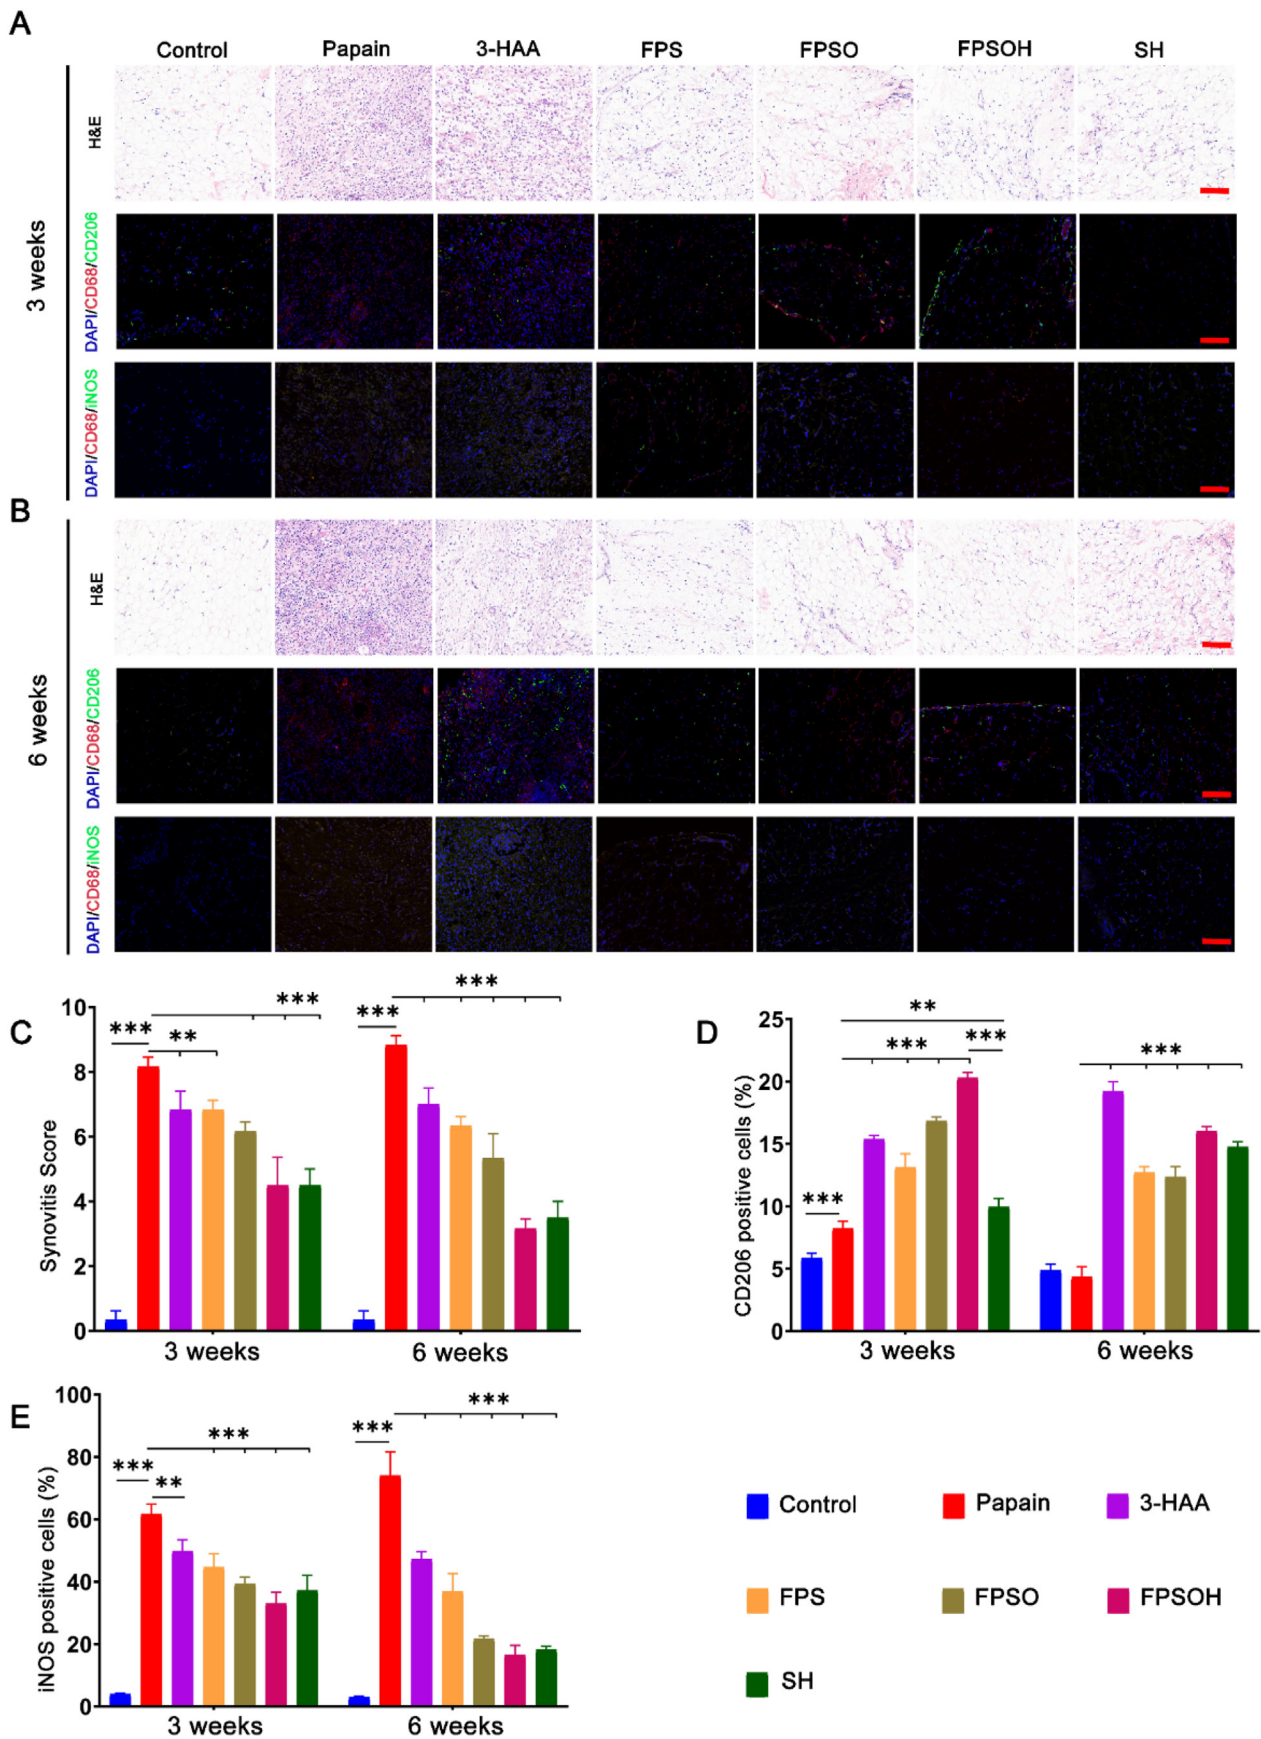 A
Control Papain 3-HAA FPS FPSO FPSOH SH
3 weeks
H&E
DAPI/CD68/CD206
DAPI/CD68/iNOS
B
6 weeks
H&E
DAPI/CD68/CD206
DAPI/CD68/iNOS
C
Synovitis Score
10
8
6
4
2
0
*** ** ***
*** ***
3 weeks 6 weeks
D
CD206 positive cells (%)
25
20
15
10
5
0
**
*** *** ***
***
3 weeks 6 weeks
E
iNOS positive cells (%)
100
80
60
40
20
0
*** ** ***
*** ***
3 weeks 6 weeks
Control Papain 3-HAA
FPS FPSO FPSOH
SH